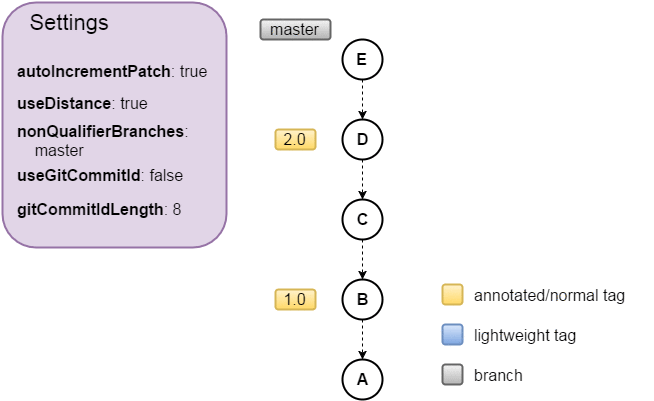 Settings
autoIncrementPatch: true
useDistance: true
nonQualifierBranches:
master
useGitCommitId: false
gitCommitIdLength: 8
master
E
2.0
D
C
1.0
B
A
annotated/normal tag
lightweight tag
branch